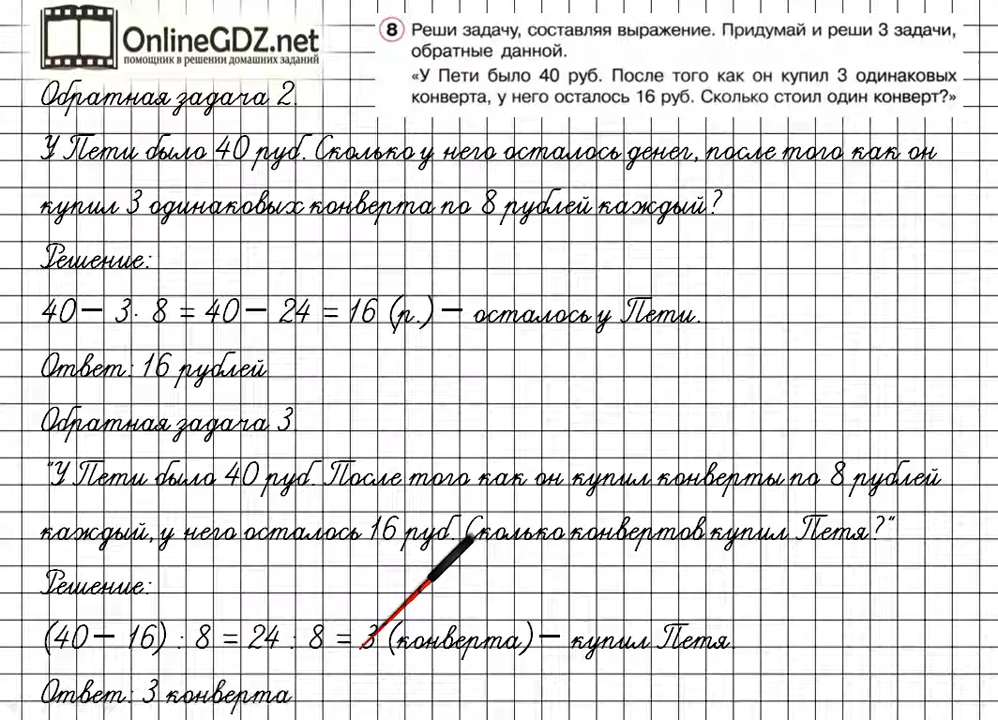 OnlineGDZ.net
помощник в решении домашних заданий
8 Реши задачу, составляя выражение. Придумай и реши 3 задачи,
обратные данной.
«У Пети было 40 руб. После того как он купил 3 одинаковых
конверта, у него осталось 16 руб. Сколько стоил один конверт?»
Обратная задача 2.
У Пети было 40 руб. Сколько у него осталось денег, после того как он
купил 3 одинаковых конверта по 8 рублей каждый?
Решение:
40 − 3 · 8 = 40 − 24 = 16 (р.) − осталось у Пети.
Ответ: 16 рублей
Обратная задача 3.
"У Пети было 40 руб. После того как он купил конверты по 8 рублей
каждый, у него осталось 16 руб. Сколько конвертов купил Петя?"
Решение:
(40 − 16) : 8 = 24 : 8 = 3 (конверта) − купил Петя.
Ответ: 3 конверта